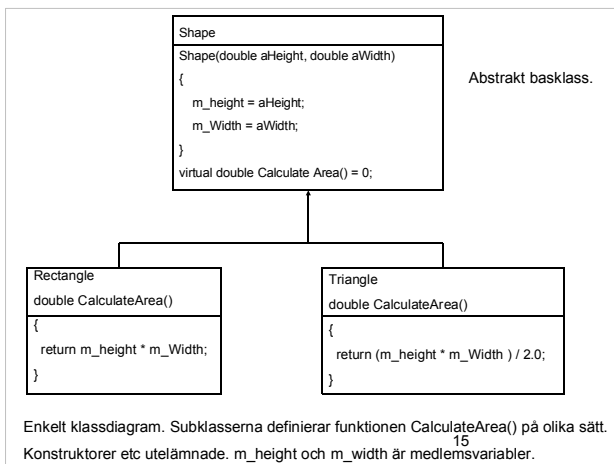 Shape
Shape(double aHeight, double aWidth)
{
m_height = aHeight;
m_Width = aWidth;
}
virtual double Calculate Area() = 0;
Abstrakt basklass.
Rectangle
double CalculateArea()
{
return m_height * m_Width;
}
Triangle
double CalculateArea()
{
return (m_height * m_Width ) / 2.0;
}
Enkelt klassdiagram. Subklasserna definierar funktionen CalculateArea() på olika sätt.
15
Konstruktorer etc utelämnade. m_height och m_width är medlemsvariabler.